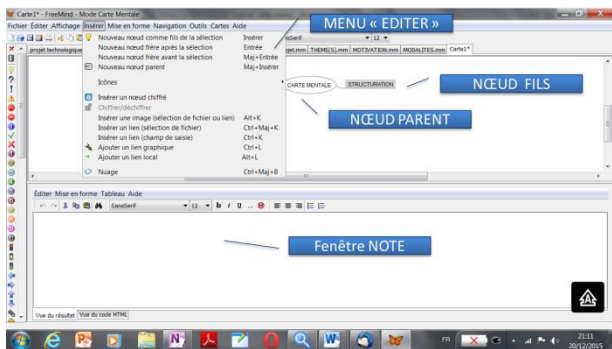 Carte1* - FreeMind - Mode Carte Mentale
Fichier Editer Affichage Insérer Mise en forme Navigation Outils Cartes Aide
MENU « EDITER »
Nouveau nœud comme fils de la sélection Insérer
SansSerif 12
Nouveau nœud frère après la sélection Entrée
projet technologique
jet.mm THEME(S).mm MOTIVATION.mm MODALITES.mm Carte1*
Nouveau nœud frère avant la sélection Maj+Entrée
Nouveau nœud parent Maj+Insérer
Icônes
CARTE MENTALE
STRUCTURATION
NŒUD FILS
Insérer un nœud chiffré
Chiffrer/déchiffrer
Insérer une image (sélection de fichier ou lien) Alt+K
NŒUD PARENT
Insérer un lien (sélection de fichier) Ctrl+Maj+K
Insérer un lien (champ de saisie) Ctrl+K
Ajouter un lien graphique Ctrl+L
Ajouter un lien local Alt+L
Nuage Ctrl+Maj+B
Éditer Mise en forme Tableau Aide
SansSerif 12 b i u ...
Fenêtre NOTE
Vue du résultat Vue du code HTML
FR
21:11
20/12/2015